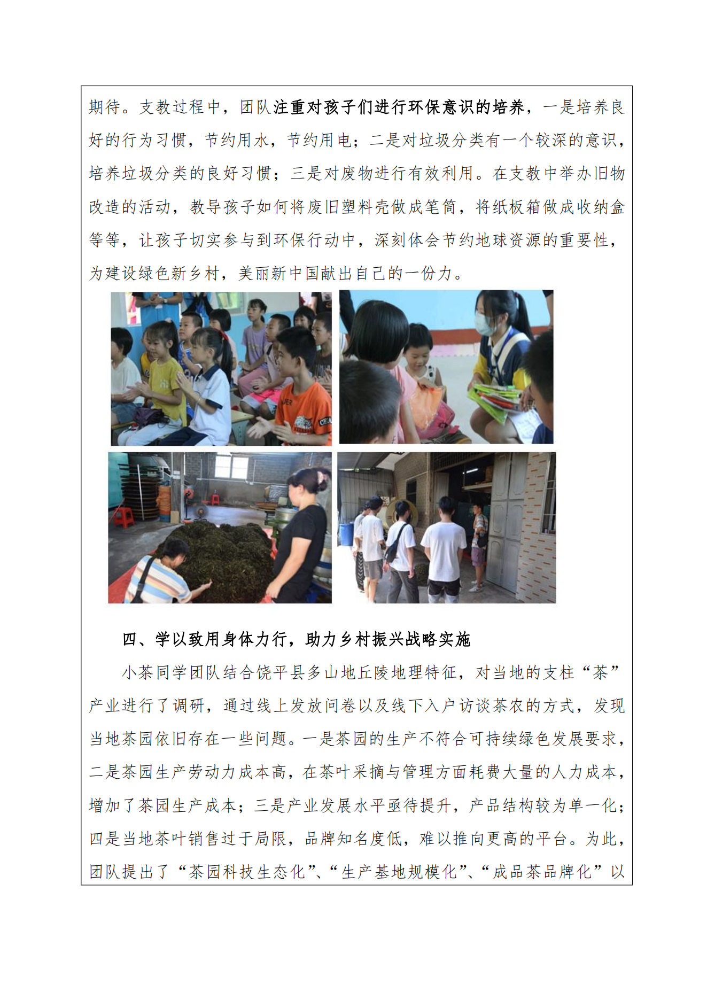 期待。支教过程中，团队注重对孩子们进行环保意识的培养，一是培养良
好的行为习惯，节约用水，节约用电；二是对垃圾分类有一个较深的意识，
培养垃圾分类的良好习惯；三是对废物进行有效利用。在支教中举办旧物
改造的活动，教导孩子如何将废旧塑料壳做成笔筒，将纸板箱做成收纳盒
等等，让孩子切实参与到环保行动中，深刻体会节约地球资源的重要性，
为建设绿色新乡村，美丽新中国献出自己的一份力。
四、学以致用身体力行，助力乡村振兴战略实施
小茶同学团队结合饶平县多山地丘陵地理特征，对当地的支柱“茶”
产业进行了调研，通过线上发放问卷以及线下入户访谈茶农的方式，发现
当地茶园依旧存在一些问题。一是茶园的生产不符合可持续绿色发展要求，
二是茶园生产劳动力成本高，在茶叶采摘与管理方面耗费大量的人力成本，
增加了茶园生产成本；三是产业发展水平亟待提升，产品结构较为单一化；
四是当地茶叶销售过于局限，品牌知名度低，难以推向更高的平台。为此，
团队提出了“茶园科技生态化”、“生产基地规模化”、“成品茶品牌化”以